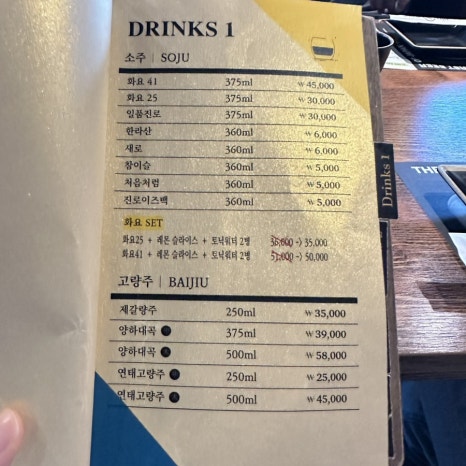 DRINKS 1
소주 | SOJU
화요 41 375ml ₩45,000
화요 25 375ml ₩30,000
일품진로 375ml ₩30,000
한라산 360ml ₩6,000
새로 360ml ₩6,000
참이슬 360ml ₩5,000
처음처럼 360ml ₩5,000
진로이즈백 360ml ₩5,000
화요 SET
화요25 + 레몬 슬라이스 + 토닉워터 2병 36,000 -> 35,000
화요41 + 레몬 슬라이스 + 토닉워터 2병 51,000 -> 50,000
고량주 | BAIJIU
제갈량주 250ml ₩35,000
양하대곡 375ml ₩39,000
양하대곡 500ml ₩58,000
연태고량주 250ml ₩25,000
연태고량주 500ml ₩45,000
Drinks 1